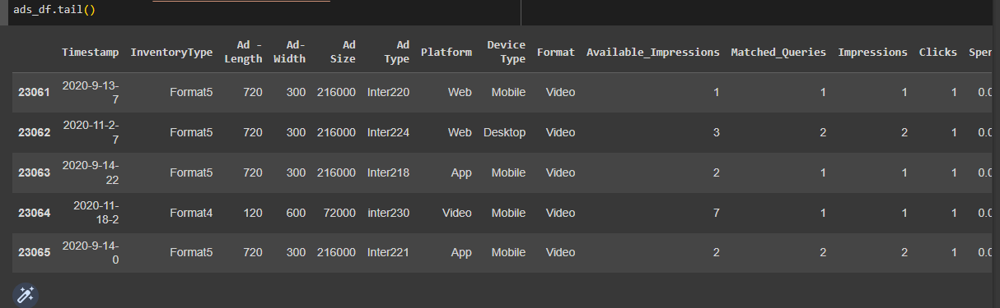 ads_df.tail()
Timestamp InventoryType Ad - Length Ad- Width Ad Size Ad Type Platform Device Type Format Available_Impressions Matched_Queries Impressions Clicks Spen
23061 2020-9-13-7 Format5 720 300 216000 Inter220 Web Mobile Video 1 1 1 1 0.0
23062 2020-11-2-7 Format5 720 300 216000 Inter224 Web Desktop Video 3 2 2 1 0.0
23063 2020-9-14-22 Format5 720 300 216000 Inter218 App Mobile Video 2 1 1 1 0.0
23064 2020-11-18-2 Format4 120 600 72000 inter230 Video Mobile Video 7 1 1 1 0.0
23065 2020-9-14-0 Format5 720 300 216000 Inter221 App Mobile Video 2 2 2 1 0.0